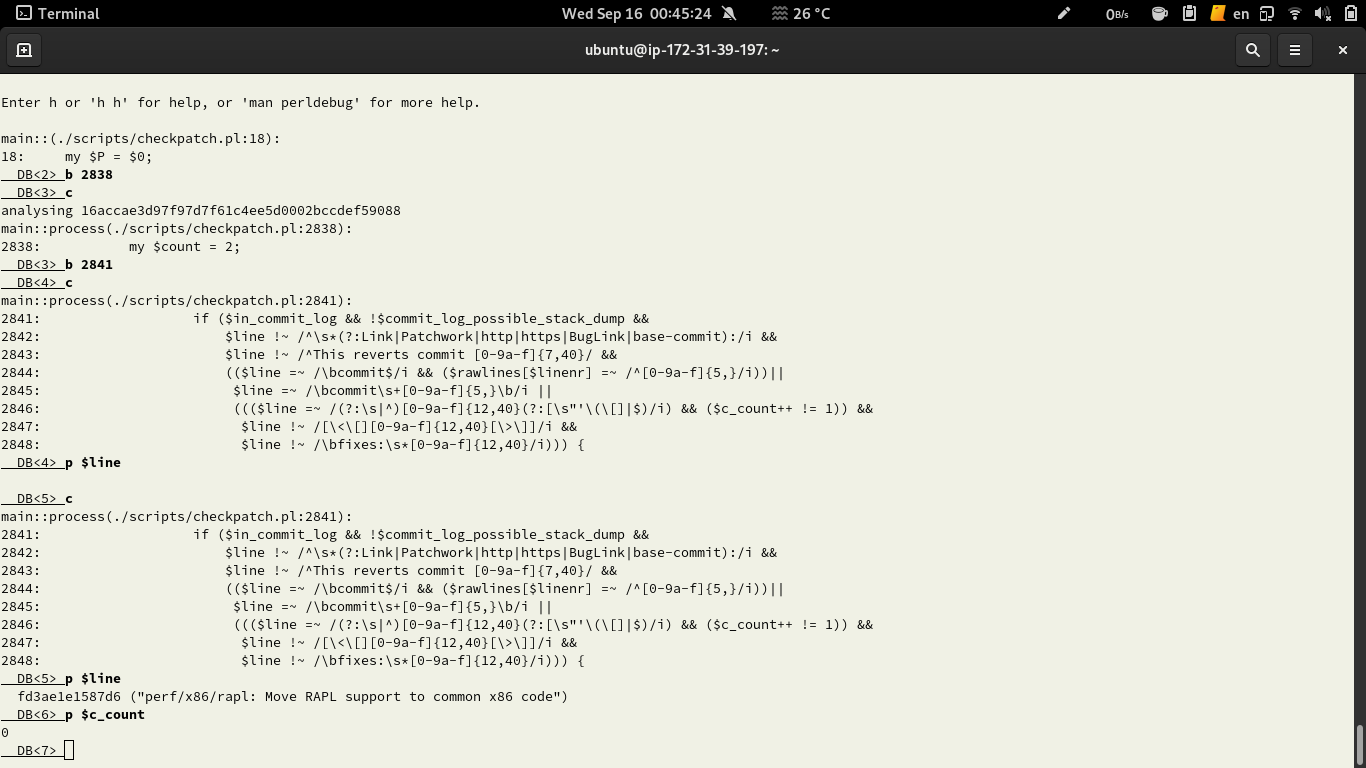 Terminal
Wed Sep 16 00:45:24
26 °C
0B/s
en
ubuntu@ip-172-31-39-197: ~
Enter h or 'h h' for help, or 'man perldebug' for more help.
main::(./scripts/checkpatch.pl:18):
18:     my $P = $0;
  DB<2> b 2838
  DB<3> c
analysing 16accae3d97f97d7f61c4ee5d0002bccdef59088
main::process(./scripts/checkpatch.pl:2838):
2838:           my $count = 2;
  DB<3> b 2841
  DB<4> c
main::process(./scripts/checkpatch.pl:2841):
2841:                   if ($in_commit_log && !$commit_log_possible_stack_dump &&
2842:                       $line !~ /^\s*(?:Link|Patchwork|http|https|BugLink|base-commit):/i &&
2843:                       $line !~ /^This reverts commit [0-9a-f]{7,40}/ &&
2844:                       (($line =~ /\bcommit$/i && ($rawlines[$linenr] =~ /^[0-9a-f]{5,}/i))||
2845:                        $line =~ /\bcommit\s+[0-9a-f]{5,}\b/i ||
2846:                        ((($line =~ /(?:\s|^)[0-9a-f]{12,40}(?:[\s"'\(\[]|$)/i) && ($c_count++ != 1)) &&
2847:                         $line !~ /[\<\[][0-9a-f]{12,40}[\>\]]/i &&
2848:                         $line !~ /\bfixes:\s*[0-9a-f]{12,40}/i))) {
  DB<4> p $line
  DB<5> c
main::process(./scripts/checkpatch.pl:2841):
2841:                   if ($in_commit_log && !$commit_log_possible_stack_dump &&
2842:                       $line !~ /^\s*(?:Link|Patchwork|http|https|BugLink|base-commit):/i &&
2843:                       $line !~ /^This reverts commit [0-9a-f]{7,40}/ &&
2844:                       (($line =~ /\bcommit$/i && ($rawlines[$linenr] =~ /^[0-9a-f]{5,}/i))||
2845:                        $line =~ /\bcommit\s+[0-9a-f]{5,}\b/i ||
2846:                        ((($line =~ /(?:\s|^)[0-9a-f]{12,40}(?:[\s"'\(\[]|$)/i) && ($c_count++ != 1)) &&
2847:                         $line !~ /[\<\[][0-9a-f]{12,40}[\>\]]/i &&
2848:                         $line !~ /\bfixes:\s*[0-9a-f]{12,40}/i))) {
  DB<5> p $line
  fd3ae1e1587d6 ("perf/x86/rapl: Move RAPL support to common x86 code")
  DB<6> p $c_count
0
  DB<7>